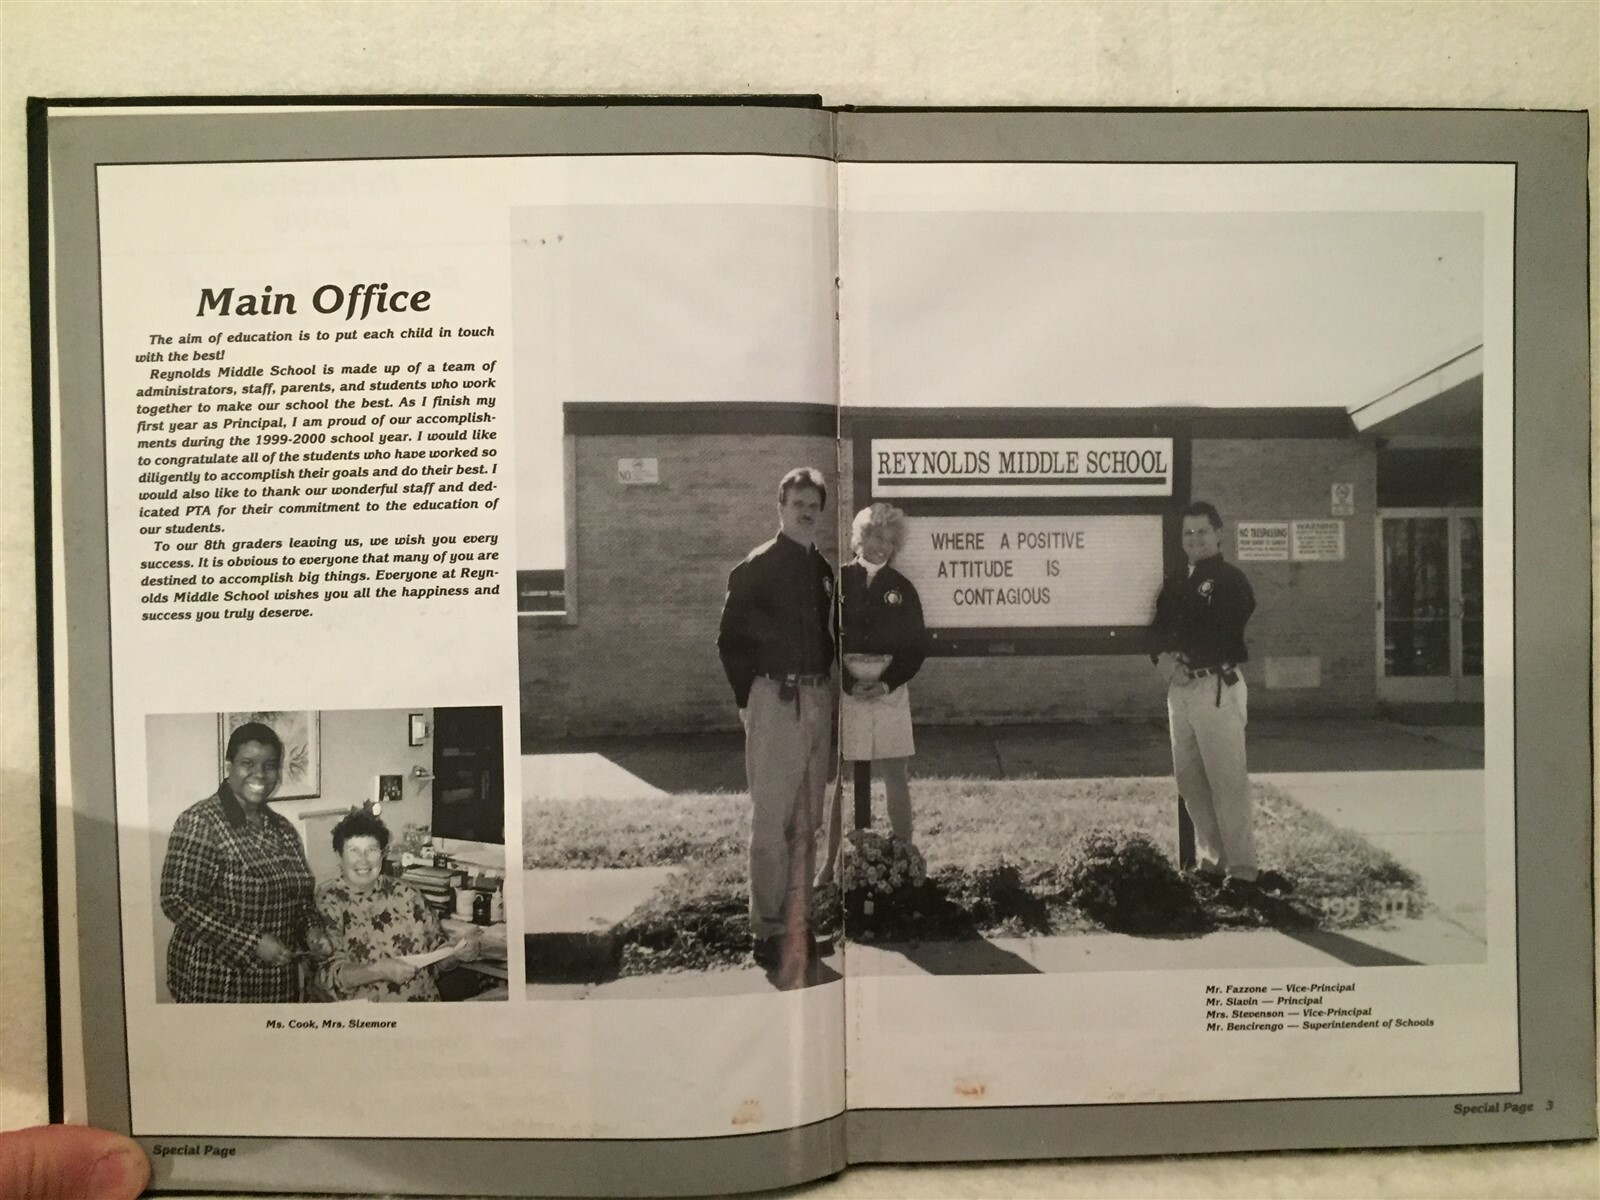 Main Office
The aim of education is to put each child in touch
with the best!
Reynolds Middle School is made up of a team of
administrators, staff, parents, and students who work
together to make our school the best. As I finish my
first year as Principal, I am proud of our accomplish-
ments during the 1999-2000 school year. I would like
to congratulate all of the students who have worked so
diligently to accomplish their goals and do their best. I
would also like to thank our wonderful staff and ded-
icated PTA for their commitment to the education of
our students.
To our 8th graders leaving us, we wish you every
success. It is obvious to everyone that many of you are
destined to accomplish big things. Everyone at Reyn-
olds Middle School wishes you all the happiness and
success you truly deserve.
Ms. Cook, Mrs. Sizemore
Special Page
NO
REYNOLDS MIDDLE SCHOOL
WHERE A POSITIVE
ATTITUDE IS
CONTAGIOUS
NO TRESPASSING
WARNING
Mr. Fazzone — Vice-Principal
Mr. Slavin — Principal
Mrs. Stevenson — Vice-Principal
Mr. Bencirengo — Superintendent of Schools
Special Page 3